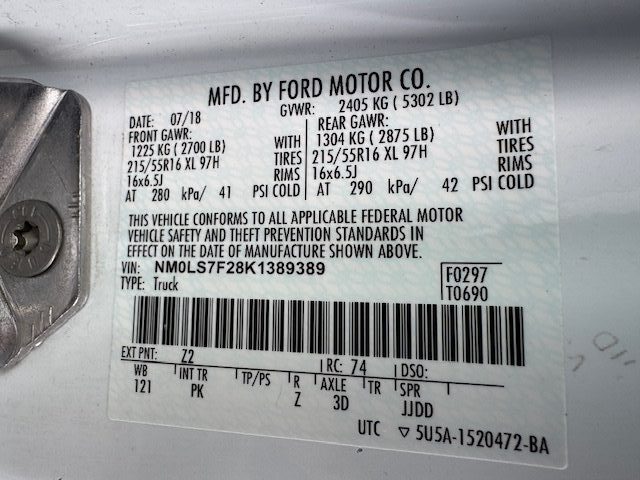 MFD. BY FORD MOTOR CO.
DATE: 07/18 GVWR: 2405 KG ( 5302 LB)
FRONT GAWR: REAR GAWR:
1225 KG ( 2700 LB) WITH 1304 KG ( 2875 LB) WITH
215/55R16 XL 97H TIRES 215/55R16 XL 97H TIRES
16x6.5J RIMS 16x6.5J RIMS
AT 280 kPa/ 41 PSI COLD AT 290 kPa/ 42 PSI COLD
THIS VEHICLE CONFORMS TO ALL APPLICABLE FEDERAL MOTOR
VEHICLE SAFETY AND THEFT PREVENTION STANDARDS IN
EFFECT ON THE DATE OF MANUFACTURE SHOWN ABOVE.
VIN: NM0LS7F28K1389389 F0297
TYPE: Truck T0690
EXT PNT: Z2 RC: 74 DSO:
WB INT TR TP/PS R AXLE TR SPR
121 PK Z 3D JJDD
UTC ▽ 5U5A-1520472-BA